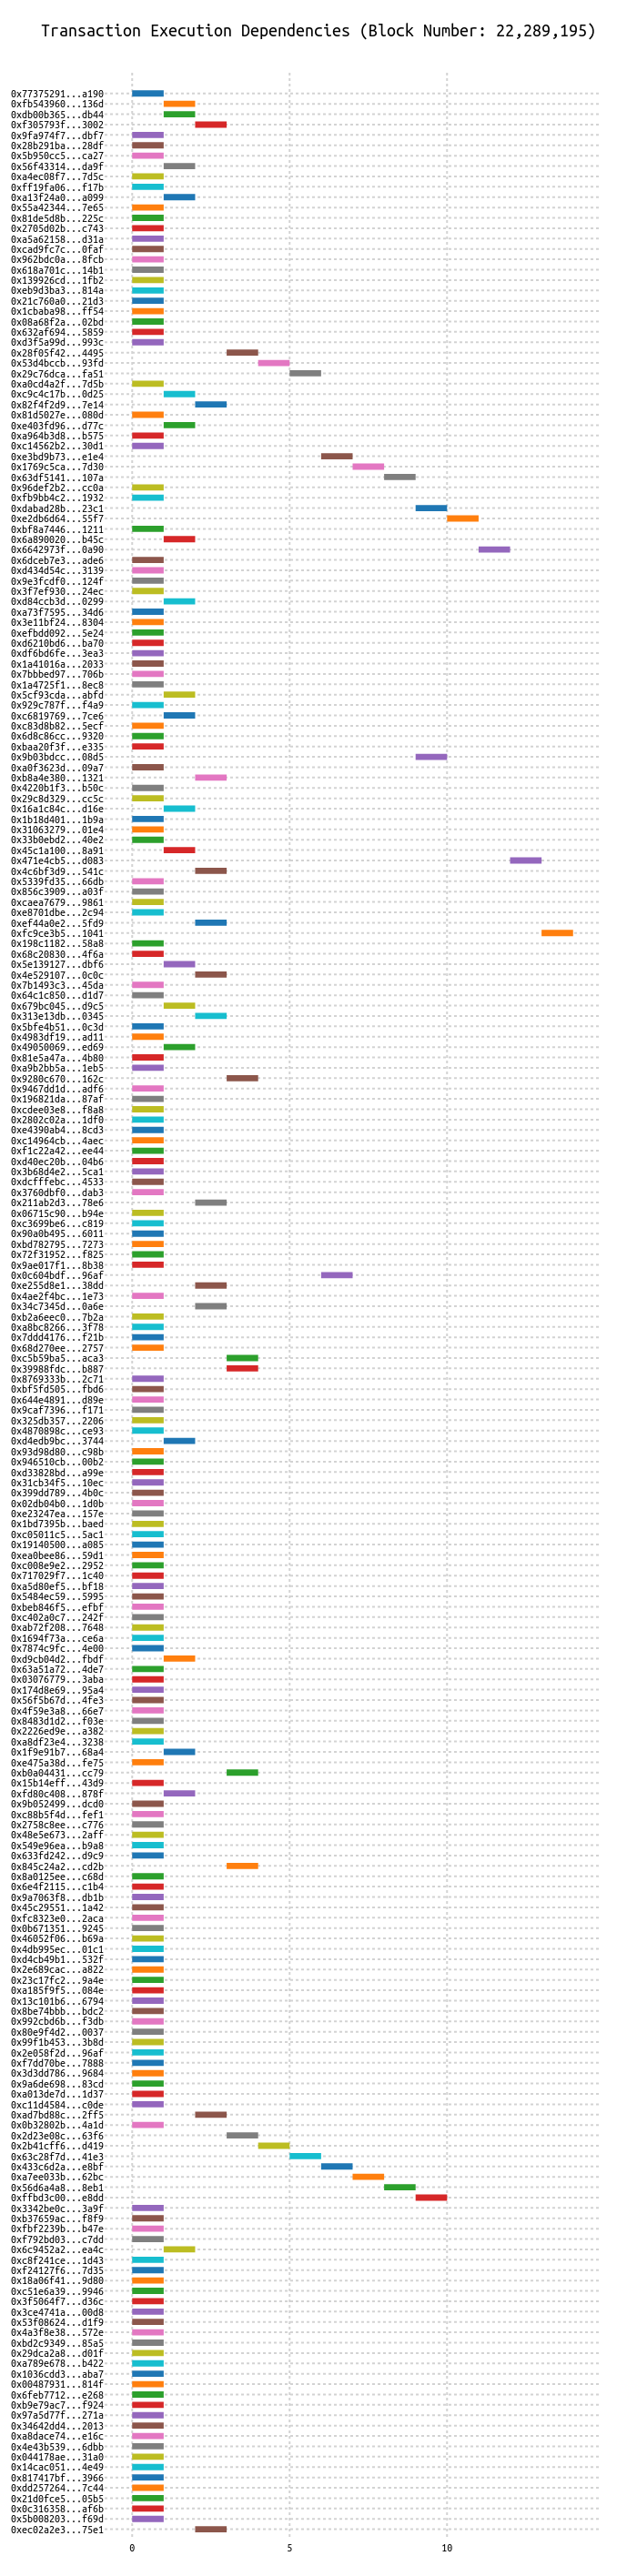 Transaction Execution Dependencies (Block Number: 22,289,195)
0x77375291...a190
0xfb543960...136d
0xdb00b365...db44
0xf305793f...3002
0x9fa974f7...dbf7
0x28b291ba...28df
0x5b950cc5...ca27
0x56f43314...da9f
0xa4ec08f7...7d5c
0xff19fa06...f17b
0xa13f24a0...a099
0x55a42344...7e65
0x81de5d8b...225c
0x2705d02b...c743
0xa5a62158...d31a
0xcad9fc7c...0faf
0x962bdc0a...8fcb
0x618a701c...14b1
0x139926cd...1fb2
0xeb9d3ba3...814a
0x21c760a0...21d3
0x1cbaba98...ff54
0x08a68f2a...02bd
0x632af694...5859
0xd3f5a99d...993c
0x28f05f42...4495
0x53d4bccb...93fd
0x29c76dca...fa51
0xa0cd4a2f...7d5b
0xc9c4c17b...0d25
0x82f4f2d9...7e14
0x81d5027e...080d
0xe403fd96...d77c
0xa964b3d8...b575
0xc14562b2...30d1
0xe3bd9b73...e1e4
0x1769c5ca...7d30
0x63df5141...107a
0x96def2b2...cc0a
0xfb9bb4c2...1932
0xdabad28b...23c1
0xe2db6d64...55f7
0xbf8a7446...1211
0x6a890020...b45c
0x6642973f...0a90
0x6dceb7e3...ade6
0xd434d54c...3139
0x9e3fcdf0...124f
0x3f7ef930...24ec
0xd84ccb3d...0299
0xa73f7595...34d6
0x3e11bf24...8304
0xefbdd092...5e24
0xd6210bd6...ba70
0xdf6bd6fe...3ea3
0x1a41016a...2033
0x7bbbed97...706b
0x1a4725f1...8ec8
0x5cf93cda...abfd
0x929c787f...f4a9
0xc6819769...7ce6
0xc83d8b82...5ecf
0x6d8c86cc...9320
0xbaa20f3f...e335
0x9b03bdcc...08d5
0xa0f3623d...09a7
0xb8a4e380...1321
0x4220b1f3...b50c
0x29c8d329...cc5c
0x16a1c84c...d16e
0x1b18d401...1b9a
0x31063279...01e4
0x33b0ebd2...40e2
0x45c1a100...8a91
0x471e4cb5...d083
0x4c6bf3d9...541c
0x5339fd35...66db
0x856c3909...a03f
0xcaea7679...9861
0xe8701dbe...2c94
0xef44a0e2...5fd9
0xfc9ce3b5...1041
0x198c1182...58a8
0x68c20830...4f6a
0x5e139127...dbf6
0x4e529107...0c0c
0x7b1493c3...45da
0x64c1c850...d1d7
0x679bc045...d9c5
0x313e13db...0345
0x5bfe4b51...0c3d
0x4983df19...ad11
0x49050069...ed69
0x81e5a47a...4b80
0xa9b2bb5a...1eb5
0x9280c670...162c
0x9467dd1d...adf6
0x196821da...87af
0xcdee03e8...f8a8
0x2802c02a...1df0
0xe4390ab4...8cd3
0xc14964cb...4aec
0xf1c22a42...ee44
0xd40ec20b...04b6
0x3b68d4e2...5ca1
0xdcfffebc...4533
0x3760dbf0...dab3
0x211ab2d3...78e6
0x06715c90...b94e
0xc3699be6...c819
0x90a0b495...6011
0xbd782795...7273
0x72f31952...f825
0x9ae017f1...8b38
0x0c604bdf...96af
0xe255d8e1...38dd
0x4ae2f4bc...1e73
0x34c7345d...0a6e
0xb2a6eec0...7b2a
0xa8bc8266...3f78
0x7ddd4176...f21b
0x68d270ee...2757
0xc5b59ba5...aca3
0x39988fdc...b887
0x8769333b...2c71
0xbf5fd505...fbd6
0x644e4891...d89e
0x9caf7396...f171
0x325db357...2206
0x4870898c...ce93
0xd4edb9bc...3744
0x93d98d80...c98b
0x946510cb...00b2
0xd33828bd...a99e
0x31cb34f5...10ec
0x399dd789...4b0c
0x02db04b0...1d0b
0xe23247ea...157e
0x1bd7395b...baed
0xc05011c5...5ac1
0x19140500...a085
0xea0bee86...59d1
0xc008e9e2...2952
0x717029f7...1c40
0xa5d80ef5...bf18
0x5484ec59...5995
0xbeb846f5...efbf
0xc402a0c7...242f
0xab72f208...7648
0x1694f73a...ce6a
0x7874c9fc...4e00
0xd9cb04d2...fbdf
0x63a51a72...4de7
0x03076779...3aba
0x174d8e69...95a4
0x56f5b67d...4fe3
0x4f59e3a8...66e7
0x8483d1d2...f03e
0x2226ed9e...a382
0xa8df23e4...3238
0x1f9e91b7...68a4
0xe475a38d...fe75
0xb0a04431...cc79
0x15b14eff...43d9
0xfd80c408...878f
0x9b052499...dcd0
0xc88b5f4d...fef1
0x2758c8ee...c776
0x48e5e673...2aff
0x549e96ea...b9a8
0x633fd242...d9c9
0x845c24a2...cd2b
0x8a0125ee...c68d
0x6e4f2115...c1b4
0x9a7063f8...db1b
0x45c29551...1a42
0xfc8323e0...2aca
0x0b671351...9245
0x46052f06...b69a
0x4db995ec...01c1
0xd4cb49b1...532f
0x2e689cac...a822
0x23c17fc2...9a4e
0xa185f9f5...084e
0x13c101b6...6794
0x8be74bbb...bdc2
0x992cbd6b...f3db
0x80e9f4d2...0037
0x99f1b453...3b8d
0x2e058f2d...96af
0xf7dd70be...7888
0x3d3dd786...9684
0x9a6de698...83cd
0xa013de7d...1d37
0xc11d4584...c0de
0xad7bd88c...2ff5
0x0b32802b...4a1d
0x2d23e08c...63f6
0x2b41cff6...d419
0x63c28f7d...41e3
0x433c6d2a...e8bf
0xa7ee033b...62bc
0x56d6a4a8...8eb1
0xffbd3c00...e8dd
0x3342be0c...3a9f
0xb37659ac...f8f9
0xfbf2239b...b47e
0xf792bd03...c7dd
0x6c9452a2...ea4c
0xc8f241ce...1d43
0xf24127f6...7d35
0x18a06f41...9d80
0xc51e6a39...9946
0x3f5064f7...d36c
0x3ce4741a...00d8
0x53f08624...d1f9
0x4a3f8e38...572e
0xbd2c9349...85a5
0x29dca2a8...d01f
0xa789e678...b422
0x1036cdd3...aba7
0x00487931...814f
0x6feb7712...e268
0xb9e79ac7...f924
0x97a5d77f...271a
0x34642dd4...2013
0xa8dace74...e16c
0x4e43b539...6dbb
0x044178ae...31a0
0x14cac051...4e49
0x817417bf...3966
0xdd257264...7c44
0x21d0fce5...05b5
0x0c316358...af6b
0x5b008203...f69d
0xec02a2e3...75e1
0 5 10